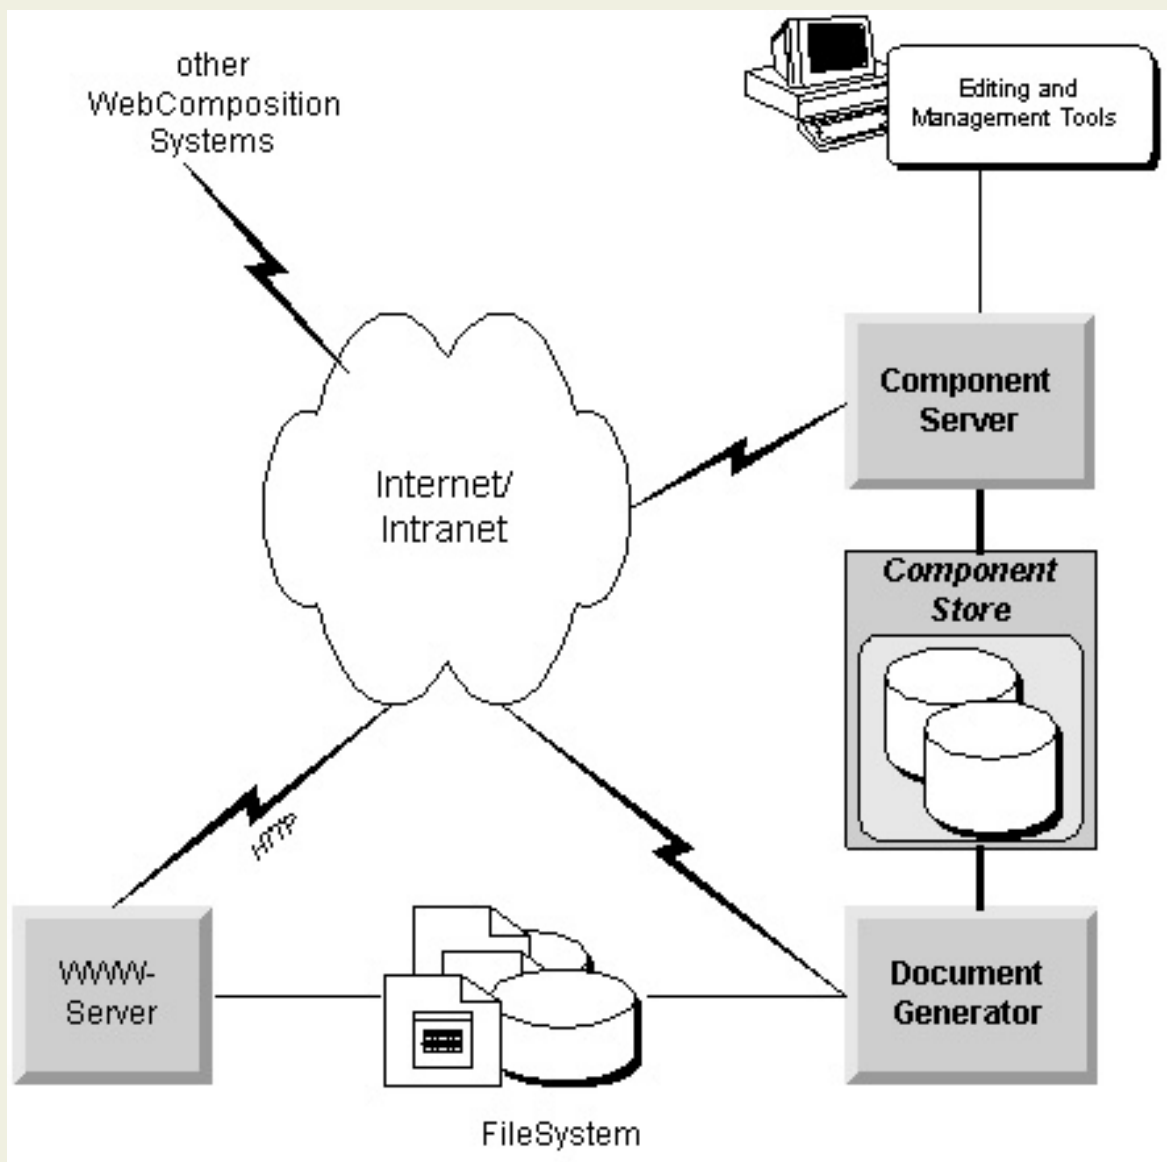 other
WebComposition
Systems
Editing and
Management Tools
Component
Server
Internet/
Intranet
Component
Store
HTTP
WWW-
Server
Document
Generator
FileSystem